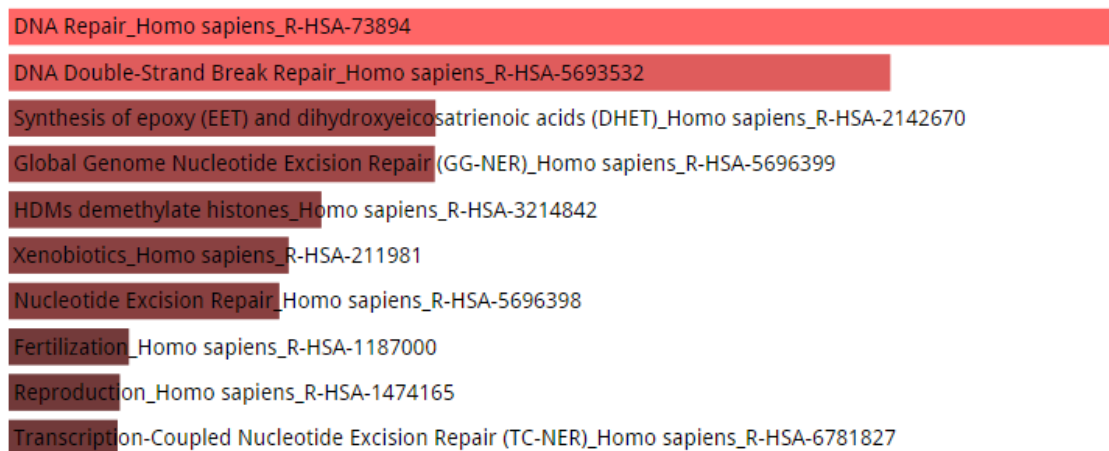 DNA Repair_Homo sapiens_R-HSA-73894
DNA Double-Strand Break Repair_Homo sapiens_R-HSA-5693532
Synthesis of epoxy (EET) and dihydroxyeicosatrienoic acids (DHET)_Homo sapiens_R-HSA-2142670
Global Genome Nucleotide Excision Repair (GG-NER)_Homo sapiens_R-HSA-5696399
HDMs demethylate histones_Homo sapiens_R-HSA-3214842
Xenobiotics_Homo sapiens_R-HSA-211981
Nucleotide Excision Repair_Homo sapiens_R-HSA-5696398
Fertilization_Homo sapiens_R-HSA-1187000
Reproduction_Homo sapiens_R-HSA-1474165
Transcription-Coupled Nucleotide Excision Repair (TC-NER)_Homo sapiens_R-HSA-6781827